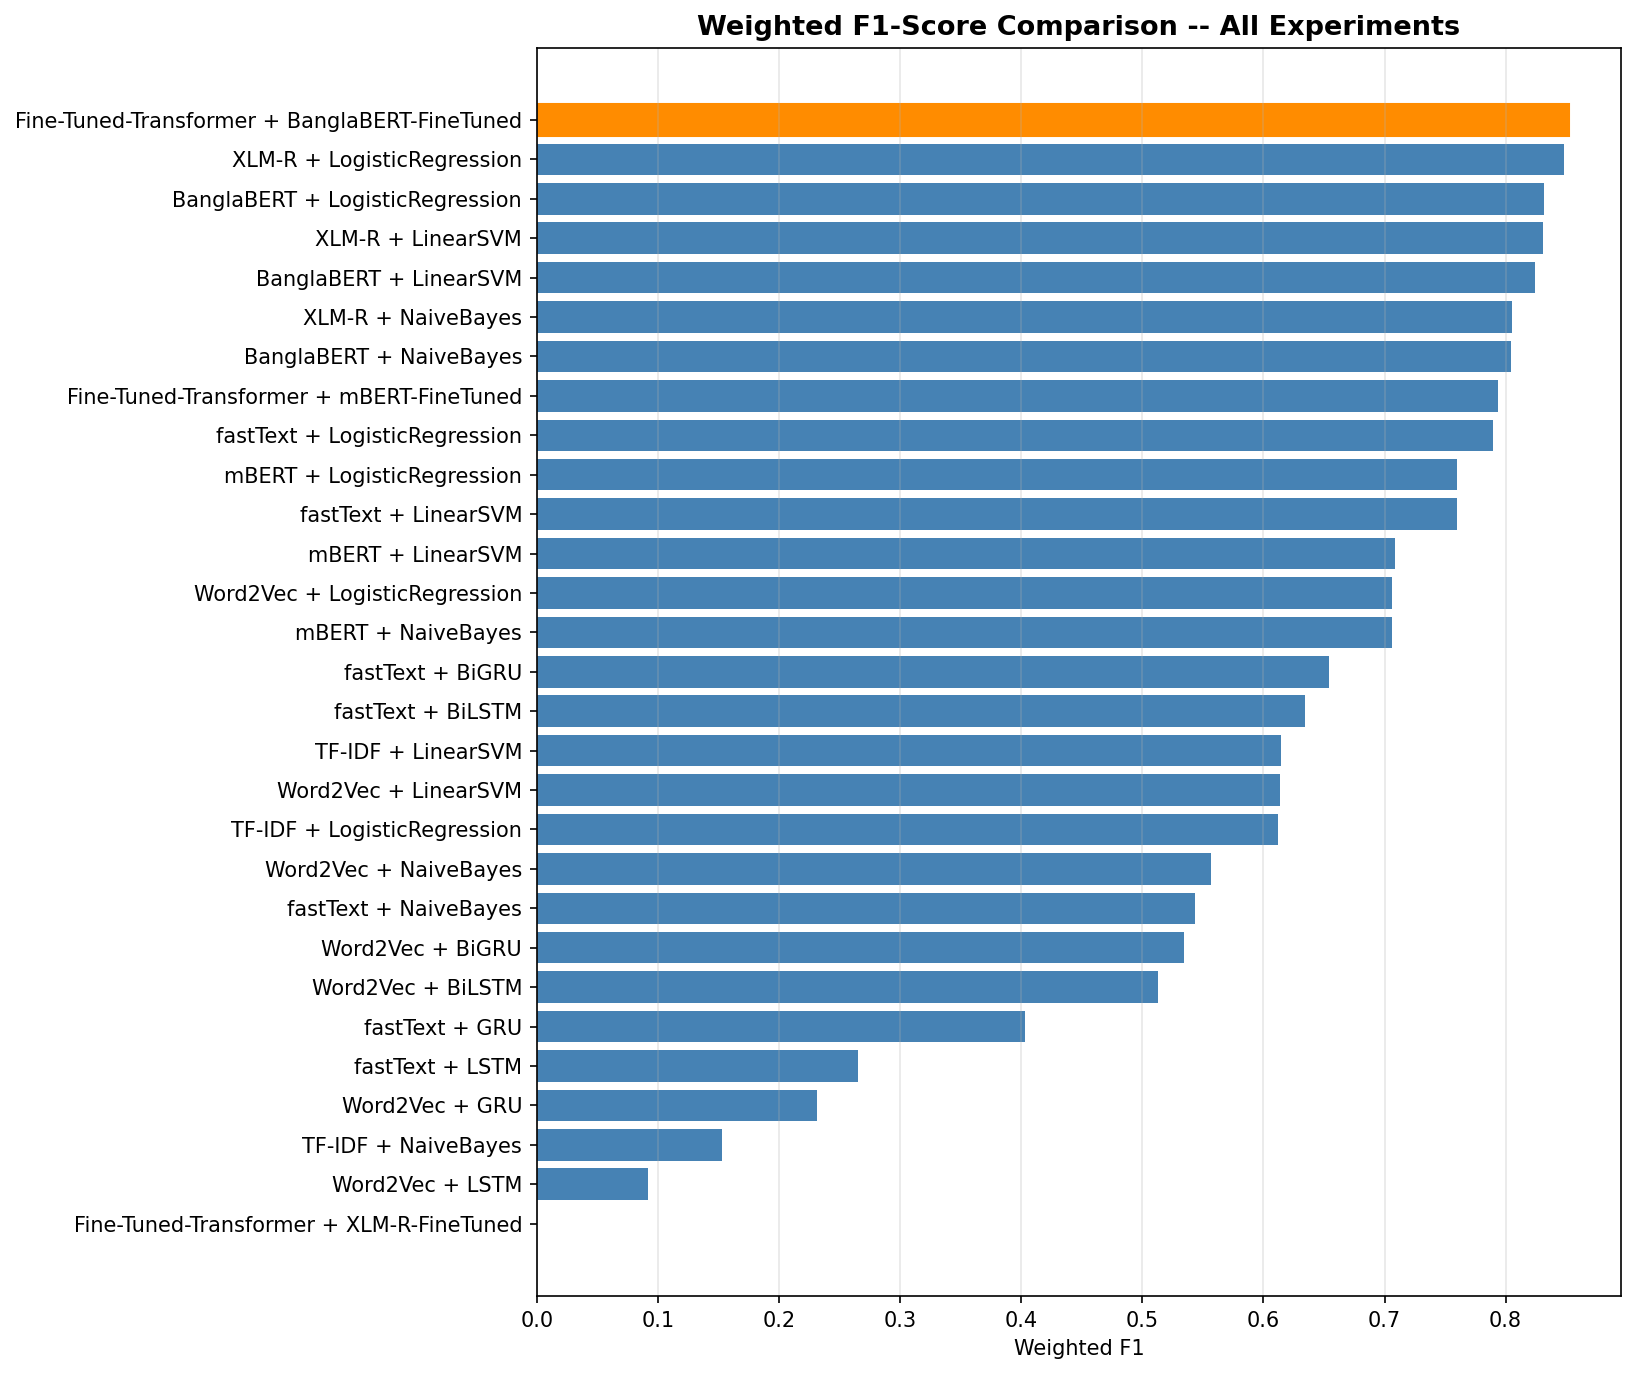 Weighted F1-Score Comparison -- All Experiments
Fine-Tuned-Transformer + BanglaBERT-FineTuned
XLM-R + LogisticRegression
BanglaBERT + LogisticRegression
XLM-R + LinearSVM
BanglaBERT + LinearSVM
XLM-R + NaiveBayes
BanglaBERT + NaiveBayes
Fine-Tuned-Transformer + mBERT-FineTuned
fastText + LogisticRegression
mBERT + LogisticRegression
fastText + LinearSVM
mBERT + LinearSVM
Word2Vec + LogisticRegression
mBERT + NaiveBayes
fastText + BiGRU
fastText + BiLSTM
TF-IDF + LinearSVM
Word2Vec + LinearSVM
TF-IDF + LogisticRegression
Word2Vec + NaiveBayes
fastText + NaiveBayes
Word2Vec + BiGRU
Word2Vec + BiLSTM
fastText + GRU
fastText + LSTM
Word2Vec + GRU
TF-IDF + NaiveBayes
Word2Vec + LSTM
Fine-Tuned-Transformer + XLM-R-FineTuned
0.0 0.1 0.2 0.3 0.4 0.5 0.6 0.7 0.8
Weighted F1